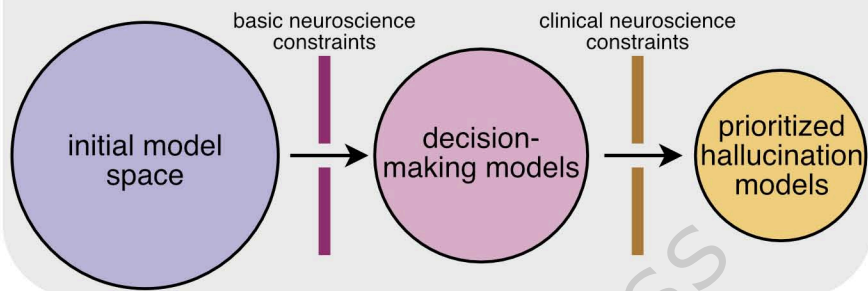 basic neuroscience
constraints
clinical neuroscience
constraints
initial model
space
decision-
making models
prioritized
hallucination
models